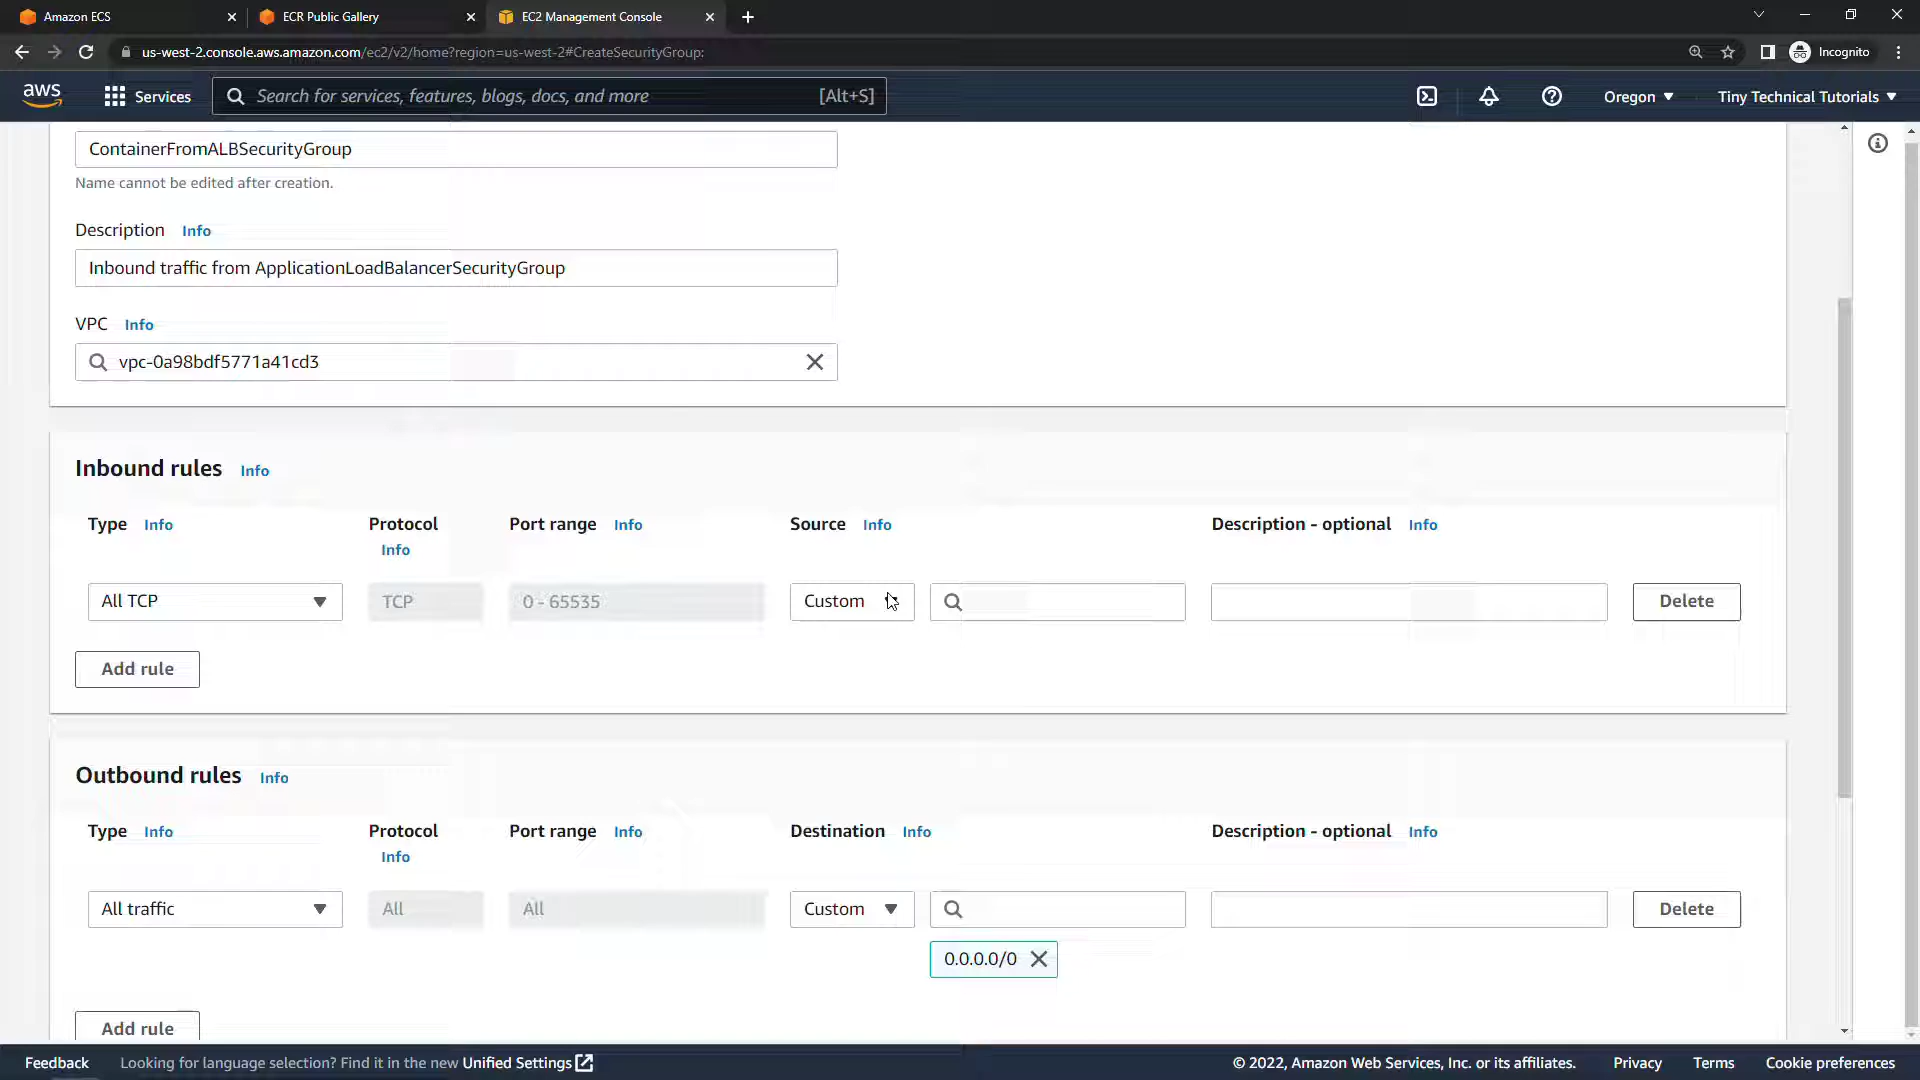 Amazon ECS
ECR Public Gallery
EC2 Management Console
us-west-2.console.aws.amazon.com/ec2/v2/home?region=us-west-2#CreateSecurityGroup:
Incognito
aws
Services
Search for services, features, blogs, docs, and more
[Alt+S]
Oregon
Tiny Technical Tutorials
ContainerFromALBSecurityGroup
Name cannot be edited after creation.
Description Info
Inbound traffic from ApplicationLoadBalancerSecurityGroup
VPC Info
vpc-0a98bdf5771a41cd3
Inbound rules Info
Type Info Protocol Info Port range Info Source Info Description - optional Info
All TCP TCP 0 - 65535 Custom Delete
Add rule
Outbound rules Info
Type Info Protocol Info Port range Info Destination Info Description - optional Info
All traffic All All Custom Delete
0.0.0.0/0
Add rule
Feedback Looking for language selection? Find it in the new Unified Settings © 2022, Amazon Web Services, Inc. or its affiliates. Privacy Terms Cookie preferences